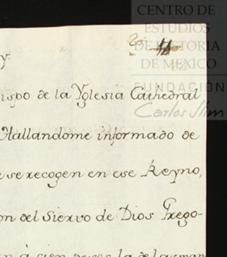 CENTRO DE
ESTUDIOS
DE HISTORIA
DE MEXICO
FUNDACIÓN
Carlos Slim
y
ispo de la Yglesia Cathedral
Hallandome informado de
e se recogen en ese Reyno,
on del Siervo de Dios Grego-